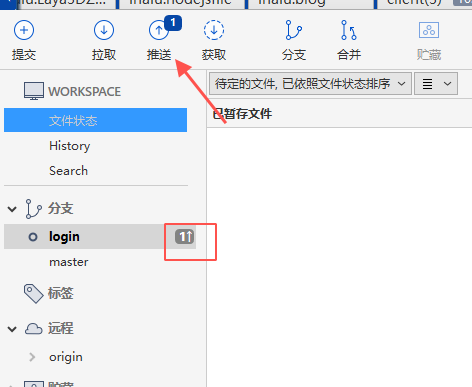 提交
拉取
推送
1
获取
分支
合并
贮藏
待定的文件, 已依照文件状态排序
已暂存文件
WORKSPACE
文件状态
History
Search
分支
login
1↑
master
标签
远程
origin